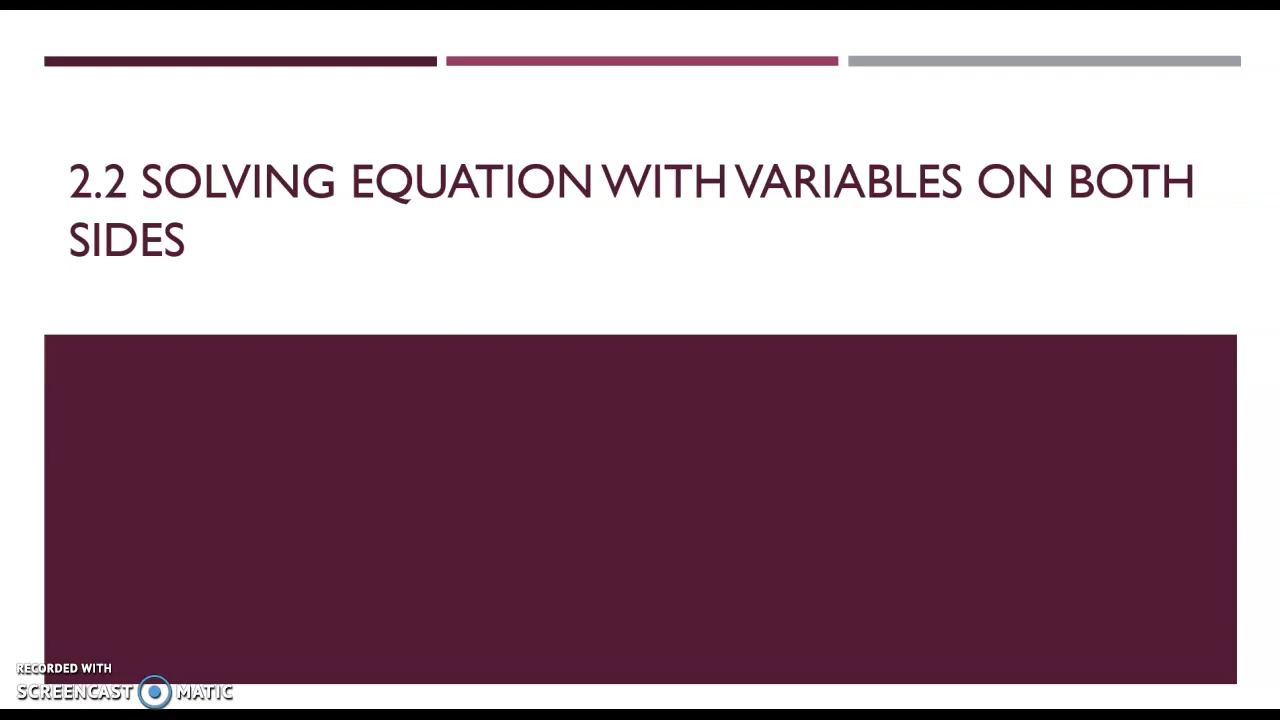 2.2 SOLVING EQUATION WITH VARIABLES ON BOTH
SIDES
RECORDED WITH
SCREENCAST MATIC